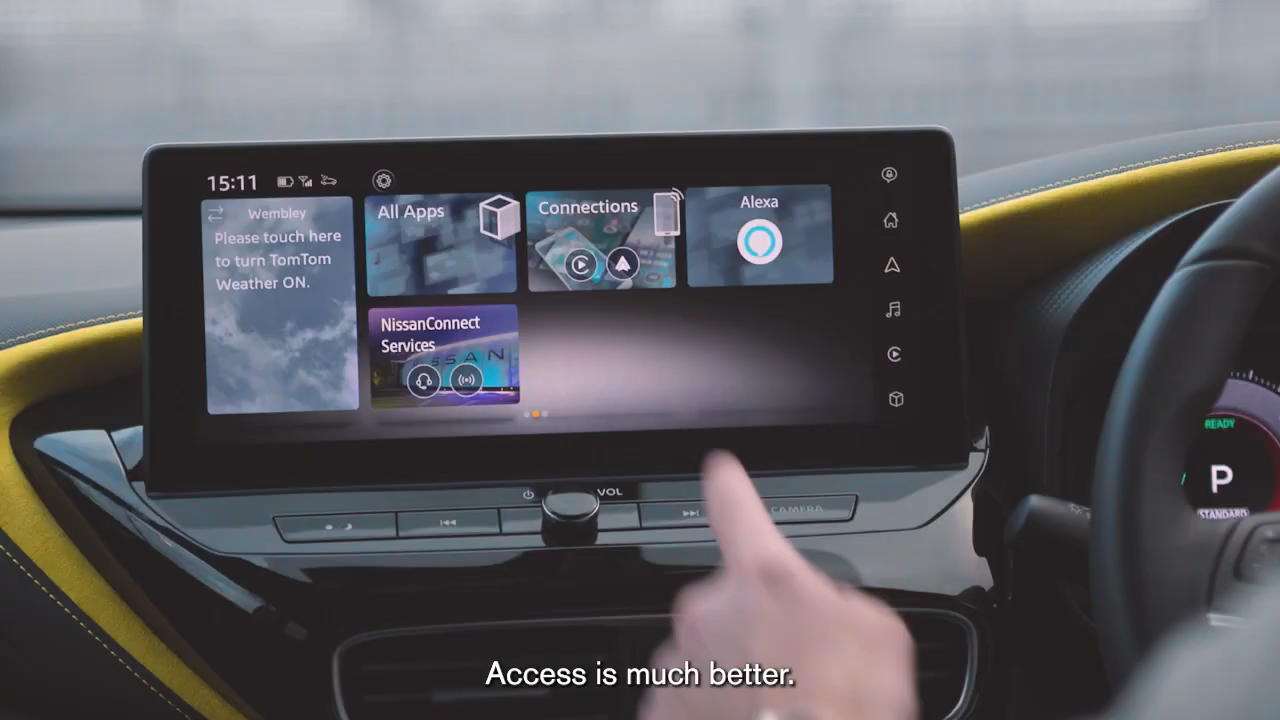 15:11
Wembley
Please touch here
to turn TomTom
Weather ON.
All Apps
Connections
Alexa
NissanConnect
Services
NISSAN
VOL
CAMERA
READY
P
STANDARD
Access is much better.